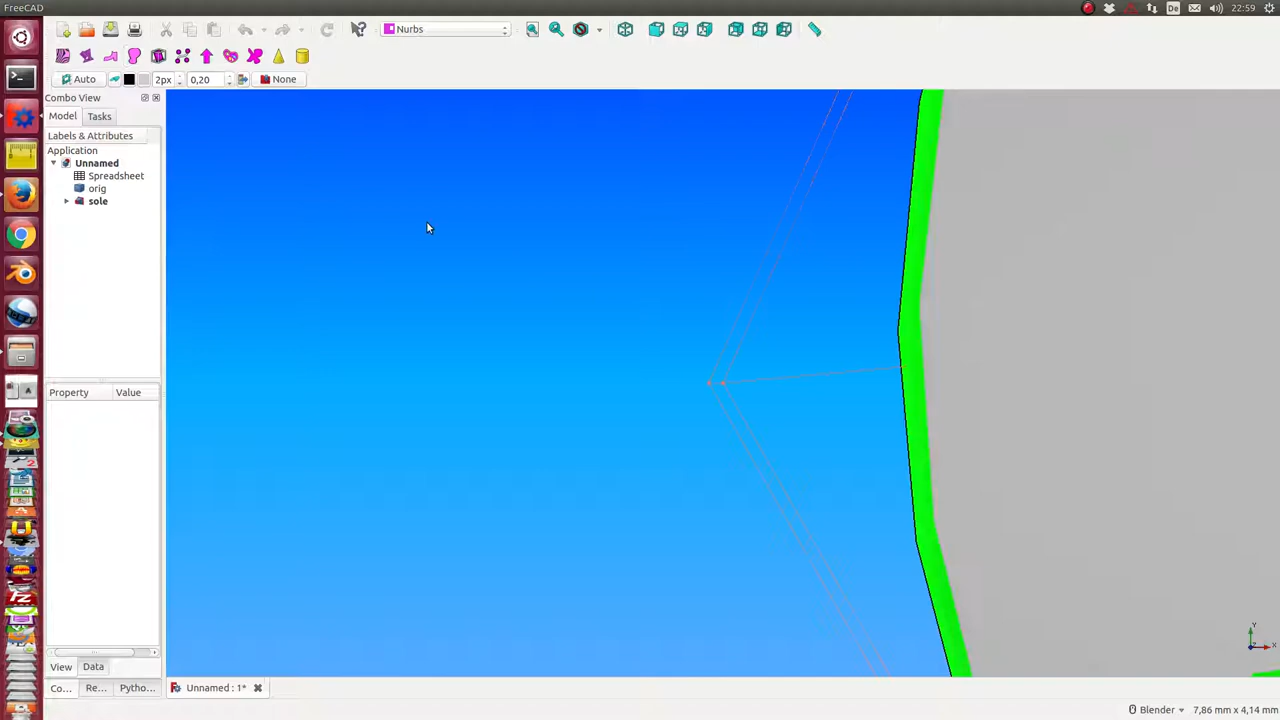 FreeCAD
De
22:59
Nurbs
Auto
2px
0,20
None
Combo View
Model
Tasks
Labels & Attributes
Application
Unnamed
Spreadsheet
orig
sole
Property
Value
View
Data
Co...
Re...
Pytho...
Unnamed : 1*
Y
X
Blender
7,86 mm x 4,14 mm